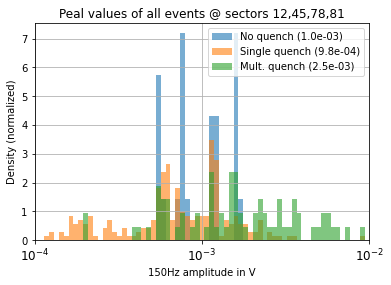 Peal values of all events @ sectors 12,45,78,81
No quench (1.0e-03)
Single quench (9.8e-04)
Mult. quench (2.5e-03)
Density (normalized)
7
6
5
4
3
2
1
0
10⁻⁴
10⁻³
10⁻²
150Hz amplitude in V